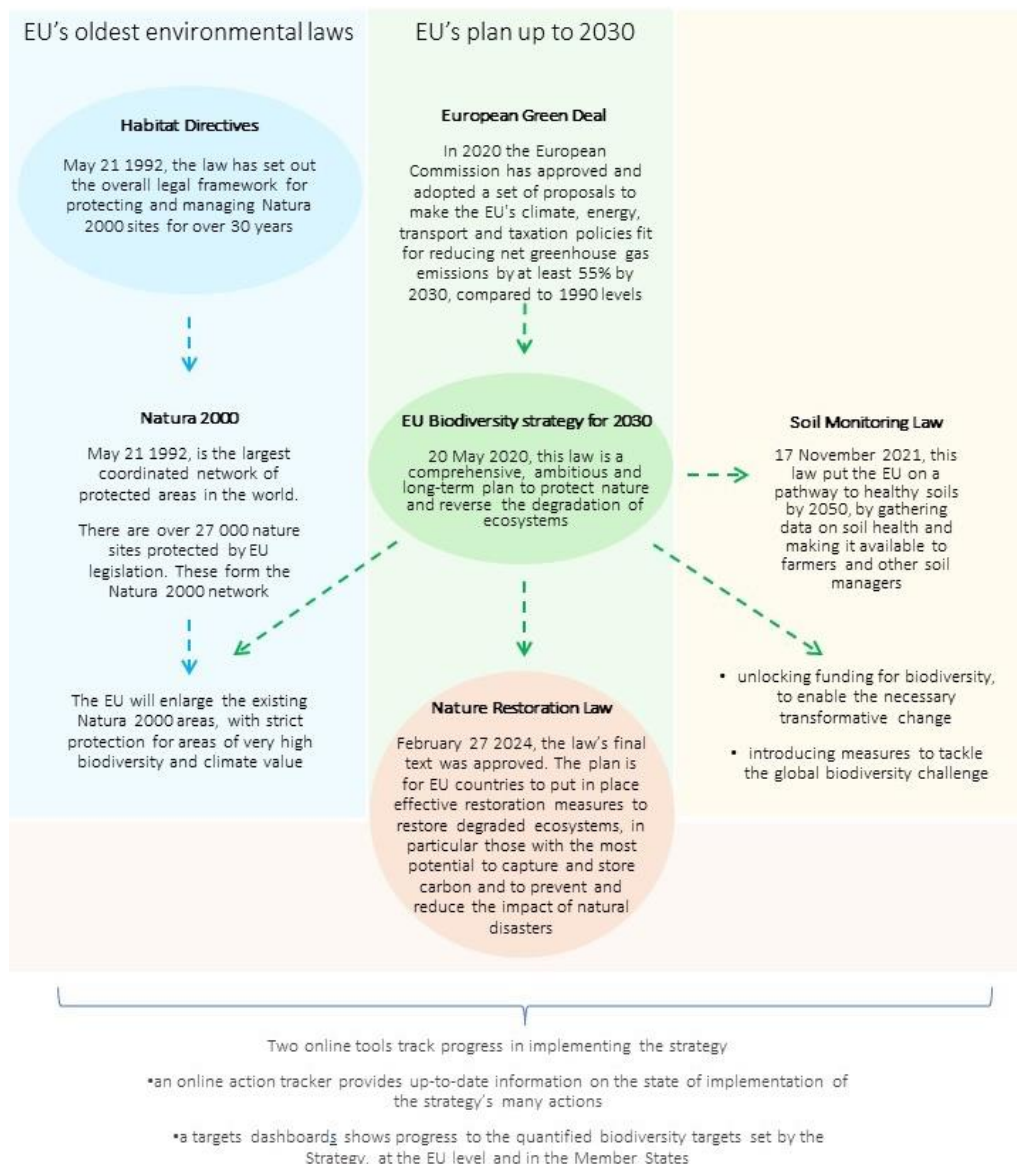 EU's oldest environmental laws
EU's plan up to 2030
Habitat Directives
May 21 1992, the law has set out
the overall legal framework for
protecting and managing Natura
2000 sites for over 30 years
European Green Deal
In 2020 the European
Commission has approved and
adopted a set of proposals to
make the EU's climate, energy,
transport and taxation policies fit
for reducing net greenhouse gas
emissions by at least 55% by
2030, compared to 1990 levels
Natura 2000
May 21 1992, is the largest
coordinated network of
protected areas in the world.
There are over 27 000 nature
sites protected by EU
legislation. These form the
Natura 2000 network
EU Biodiversity strategy for 2030
20 May 2020, this law is a
comprehensive, ambitious and
long-term plan to protect nature
and reverse the degradation of
ecosystems
Soil Monitoring Law
17 November 2021, this
law put the EU on a
pathway to healthy soils
by 2050, by gathering
data on soil health and
making it available to
farmers and other soil
managers
The EU will enlarge the existing
Natura 2000 areas, with strict
protection for areas of very high
biodiversity and climate value
Nature Restoration Law
February 27 2024, the law's final
text was approved. The plan is
for EU countries to put in place
effective restoration measures to
restore degraded ecosystems, in
particular those with the most
potential to capture and store
carbon and to prevent and
reduce the impact of natural
disasters
• unlocking funding for biodiversity,
to enable the necessary
transformative change
• introducing measures to tackle
the global biodiversity challenge
Two online tools track progress in implementing the strategy
•an online action tracker provides up-to-date information on the state of implementation of
the strategy's many actions
•a targets dashboards shows progress to the quantified biodiversity targets set by the
Strategy, at the EU level and in the Member States